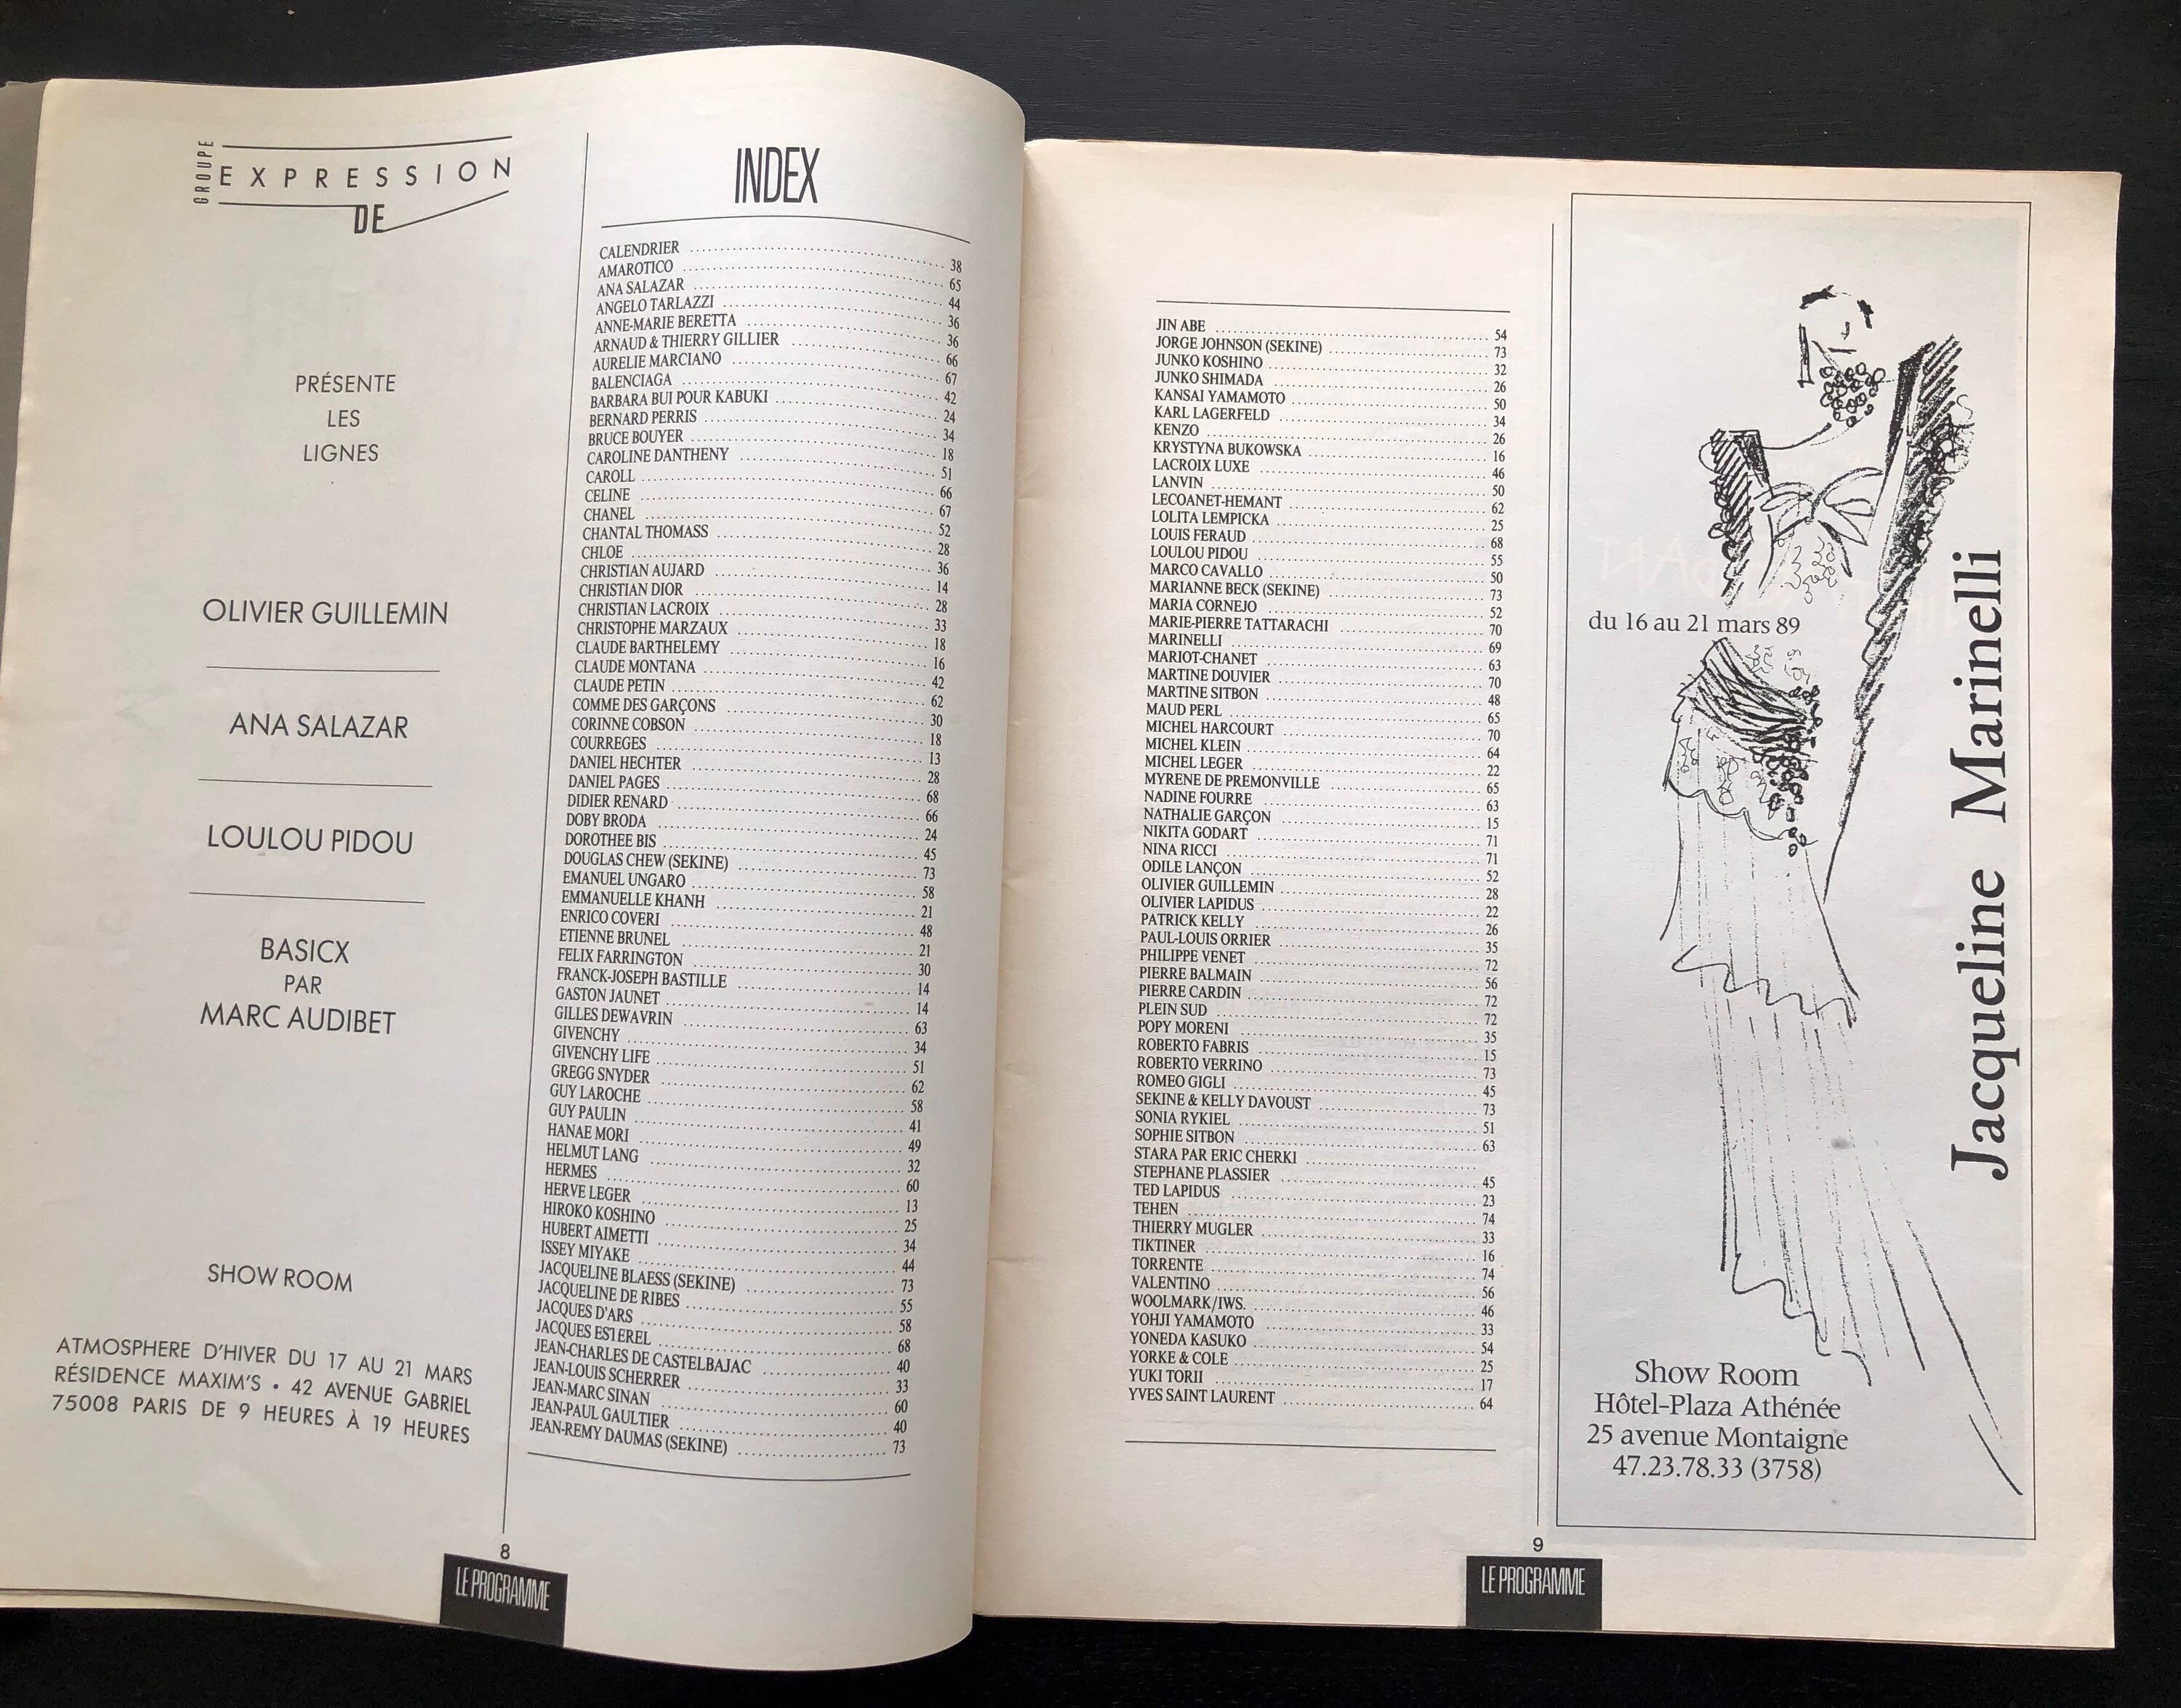 GROUPE
EXPRESSION
DE
PRÉSENTE
LES
LIGNES
OLIVIER GUILLEMIN
ANA SALAZAR
LOULOU PIDOU
BASICX
PAR
MARC AUDIBET
SHOW ROOM
ATMOSPHERE D'HIVER DU 17 AU 21 MARS
RÉSIDENCE MAXIM'S • 42 AVENUE GABRIEL
75008 PARIS DE 9 HEURES À 19 HEURES
INDEX
CALENDRIER 38
AMAROTICO 65
ANA SALAZAR 44
ANGELO TARLAZZI 36
ANNE-MARIE BERETTA 36
ARNAUD & THIERRY GILLIER 66
AURELIE MARCIANO 67
BALENCIAGA 42
BARBARA BUI POUR KABUKI 24
BERNARD PERRIS 34
BRUCE BOUYER 18
CAROLINE DANTHENY 51
CAROLL 66
CELINE 67
CHANEL 52
CHANTAL THOMASS 28
CHLOE 36
CHRISTIAN AUJARD 14
CHRISTIAN DIOR 28
CHRISTIAN LACROIX 33
CHRISTOPHE MARZAUX 18
CLAUDE BARTHELEMY 16
CLAUDE MONTANA 42
CLAUDE PETIN 62
COMME DES GARÇONS 30
CORINNE COBSON 18
COURREGES 13
DANIEL HECHTER 28
DANIEL PAGES 68
DIDIER RENARD 66
DOBY BRODA 24
DOROTHEE BIS 45
DOUGLAS CHEW (SEKINE) 73
EMANUEL UNGARO 58
EMMANUELLE KHANH 21
ENRICO COVERI 48
ETIENNE BRUNEL 21
FELIX FARRINGTON 30
FRANCK-JOSEPH BASTILLE 14
GASTON JAUNET 14
GILLES DEWAVRIN 63
GIVENCHY 34
GIVENCHY LIFE 51
GREGG SNYDER 62
GUY LAROCHE 58
GUY PAULIN 41
HANAE MORI 49
HELMUT LANG 32
HERMES 60
HERVE LEGER 13
HIROKO KOSHINO 25
HUBERT AIMETTI 34
ISSEY MIYAKE 44
JACQUELINE BLAESS (SEKINE) 73
JACQUELINE DE RIBES 55
JACQUES D'ARS 58
JACQUES ESTEREL 68
JEAN-CHARLES DE CASTELBAJAC 40
JEAN-LOUIS SCHERRER 33
JEAN-MARC SINAN 60
JEAN-PAUL GAULTIER 40
JEAN-REMY DAUMAS (SEKINE) 73
8
LE PROGRAMME
JIN ABE 54
JORGE JOHNSON (SEKINE) 73
JUNKO KOSHINO 32
JUNKO SHIMADA 26
KANSAI YAMAMOTO 50
KARL LAGERFELD 34
KENZO 26
KRYSTYNA BUKOWSKA 16
LACROIX LUXE 46
LANVIN 50
LECOANET-HEMANT 62
LOLITA LEMPICKA 25
LOUIS FERAUD 68
LOULOU PIDOU 55
MARCO CAVALLO 50
MARIANNE BECK (SEKINE) 73
MARIA CORNEJO 52
MARIE-PIERRE TATTARACHI 70
MARINELLI 69
MARIOT-CHANET 63
MARTINE DOUVIER 70
MARTINE SITBON 48
MAUD PERL 65
MICHEL HARCOURT 70
MICHEL KLEIN 64
MICHEL LEGER 22
MYRENE DE PREMONVILLE 65
NADINE FOURRE 63
NATHALIE GARÇON 15
NIKITA GODART 71
NINA RICCI 71
ODILE LANÇON 52
OLIVIER GUILLEMIN 28
OLIVIER LAPIDUS 22
PATRICK KELLY 26
PAUL-LOUIS ORRIER 35
PHILIPPE VENET 72
PIERRE BALMAIN 56
PIERRE CARDIN 72
PLEIN SUD 72
POPY MORENI 35
ROBERTO FABRIS 15
ROBERTO VERRINO 73
ROMEO GIGLI 45
SEKINE & KELLY DAVOUST 73
SONIA RYKIEL 51
SOPHIE SITBON 63
STARA PAR ERIC CHERKI
STEPHANE PLASSIER 45
TED LAPIDUS 23
TEHEN 74
THIERRY MUGLER 33
TIKTINER 16
TORRENTE 74
VALENTINO 56
WOOLMARK/IWS. 46
YOHJI YAMAMOTO 33
YONEDA KASUKO 54
YORKE & COLE 25
YUKI TORII 17
YVES SAINT LAURENT 64
9
LE PROGRAMME
du 16 au 21 mars 89
Jacqueline Marinelli
Show Room
Hôtel-Plaza Athénée
25 avenue Montaigne
47.23.78.33 (3758)